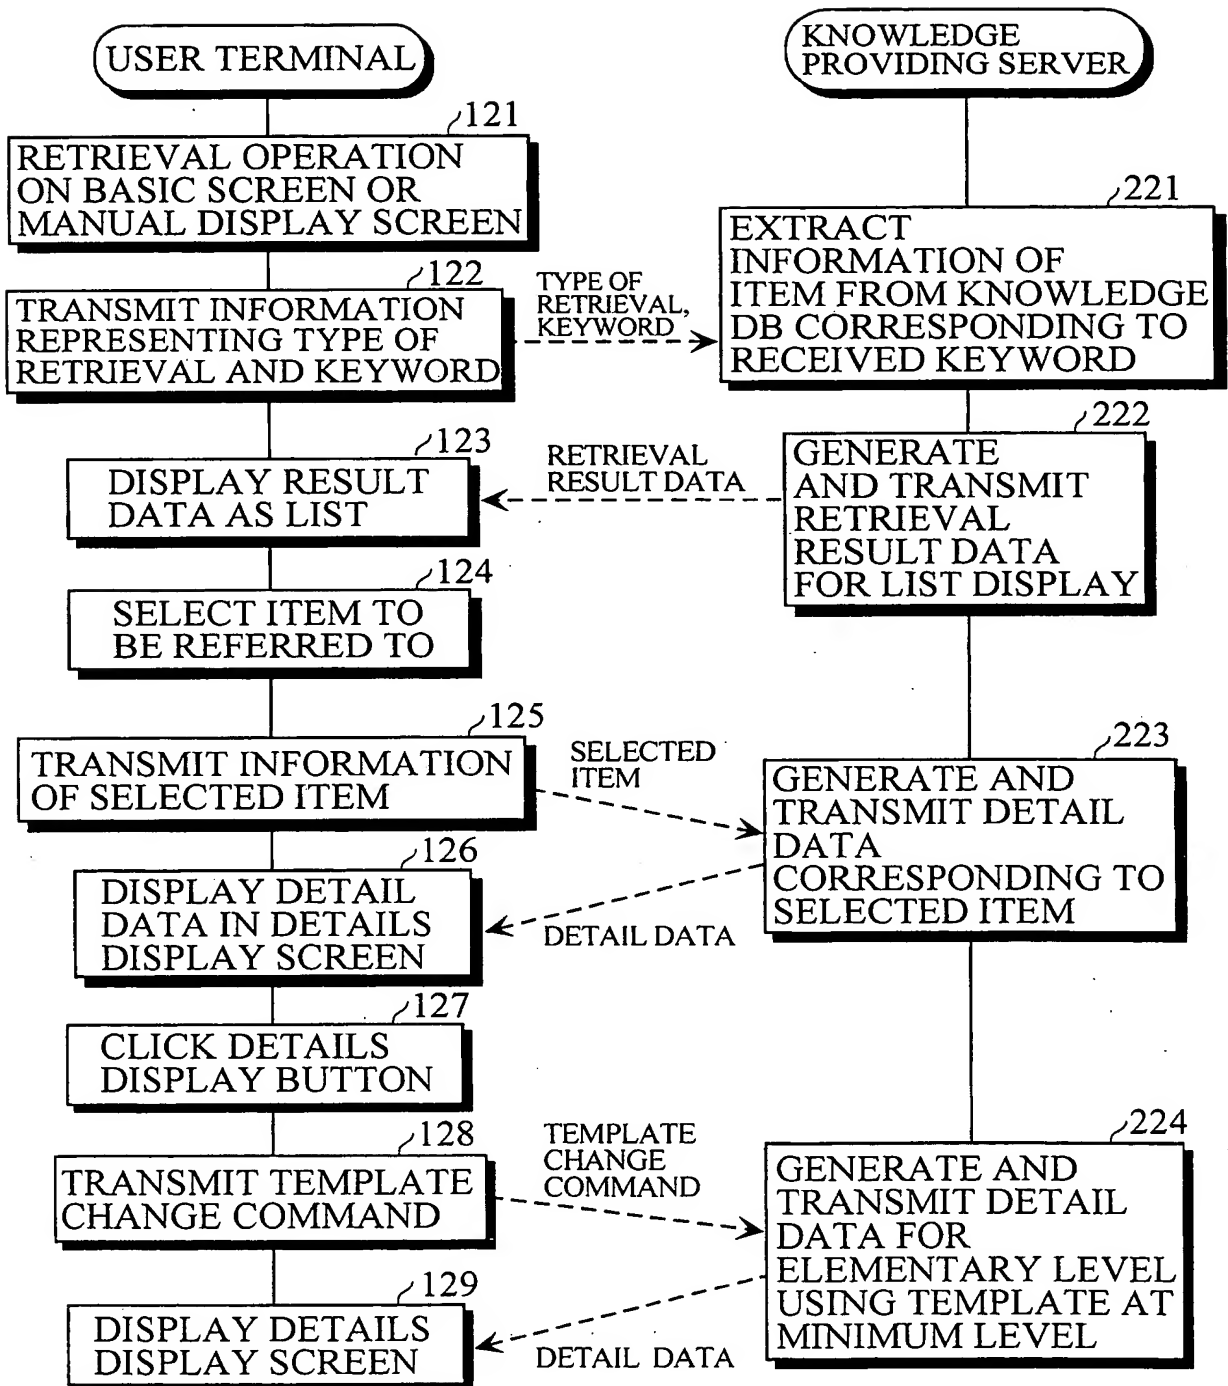 USER TERMINAL
KNOWLEDGE
PROVIDING SERVER
121
RETRIEVAL OPERATION
ON BASIC SCREEN OR
MANUAL DISPLAY SCREEN
122
TRANSMIT INFORMATION
REPRESENTING TYPE OF
RETRIEVAL AND KEYWORD
TYPE OF
RETRIEVAL,
KEYWORD
221
EXTRACT
INFORMATION OF
ITEM FROM KNOWLEDGE
DB CORRESPONDING TO
RECEIVED KEYWORD
123
DISPLAY RESULT
DATA AS LIST
RETRIEVAL
RESULT DATA
222
GENERATE
AND TRANSMIT
RETRIEVAL
RESULT DATA
FOR LIST DISPLAY
124
SELECT ITEM TO
BE REFERRED TO
125
TRANSMIT INFORMATION
OF SELECTED ITEM
SELECTED
ITEM
223
GENERATE AND
TRANSMIT DETAIL
DATA
CORRESPONDING TO
SELECTED ITEM
126
DISPLAY DETAIL
DATA IN DETAILS
DISPLAY SCREEN
DETAIL DATA
127
CLICK DETAILS
DISPLAY BUTTON
128
TRANSMIT TEMPLATE
CHANGE COMMAND
TEMPLATE
CHANGE
COMMAND
224
GENERATE AND
TRANSMIT DETAIL
DATA FOR
ELEMENTARY LEVEL
USING TEMPLATE AT
MINIMUM LEVEL
129
DISPLAY DETAILS
DISPLAY SCREEN
DETAIL DATA